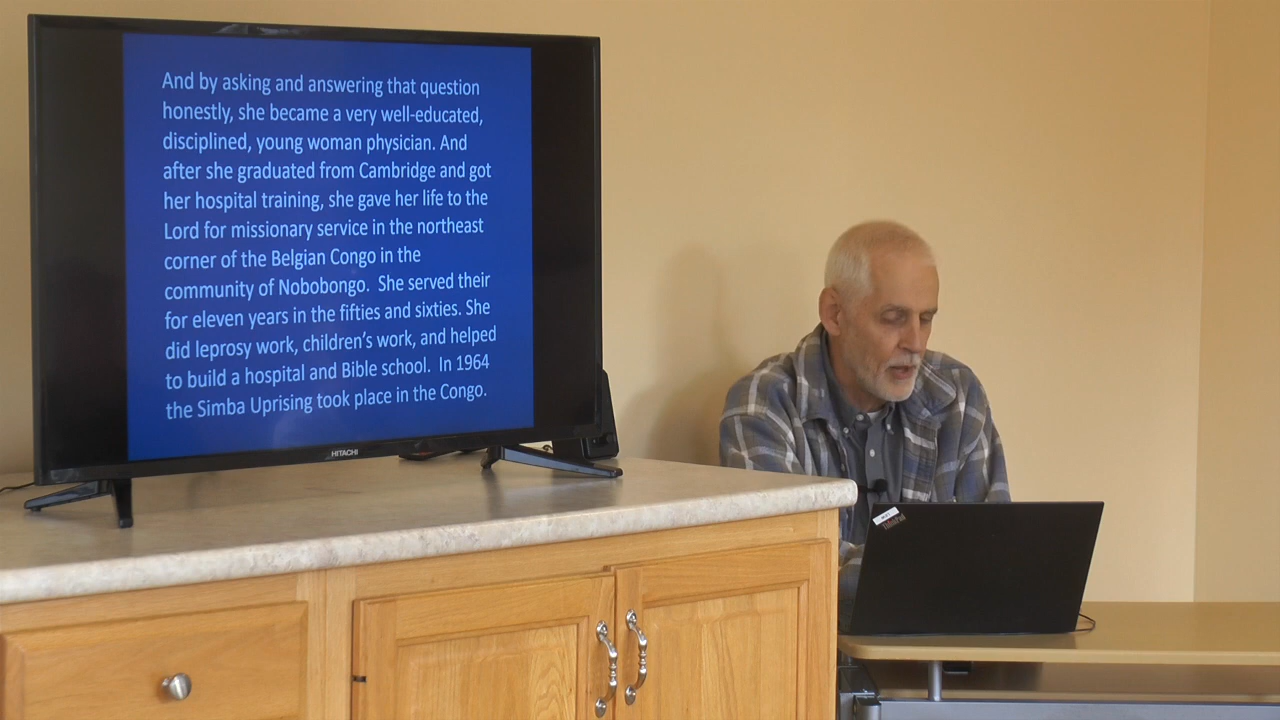 And by asking and answering that question
honestly, she became a very well-educated,
disciplined, young woman physician. And
after she graduated from Cambridge and got
her hospital training, she gave her life to the
Lord for missionary service in the northeast
corner of the Belgian Congo in the
community of Nobobongo. She served their
for eleven years in the fifties and sixties. She
did leprosy work, children’s work, and helped
to build a hospital and Bible school. In 1964
the Simba Uprising took place in the Congo.
HITACHI
ThinkPad